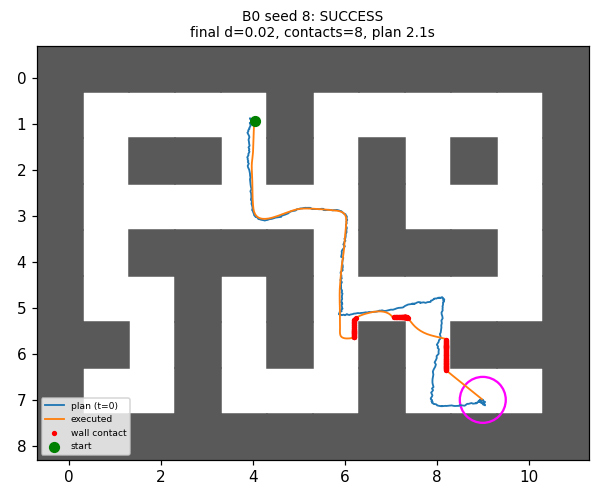 B0 seed 8: SUCCESS
final d=0.02, contacts=8, plan 2.1s
0
1
2
3
4
5
6
7
8
plan (t=0)
executed
wall contact
start
0
2
4
6
8
10